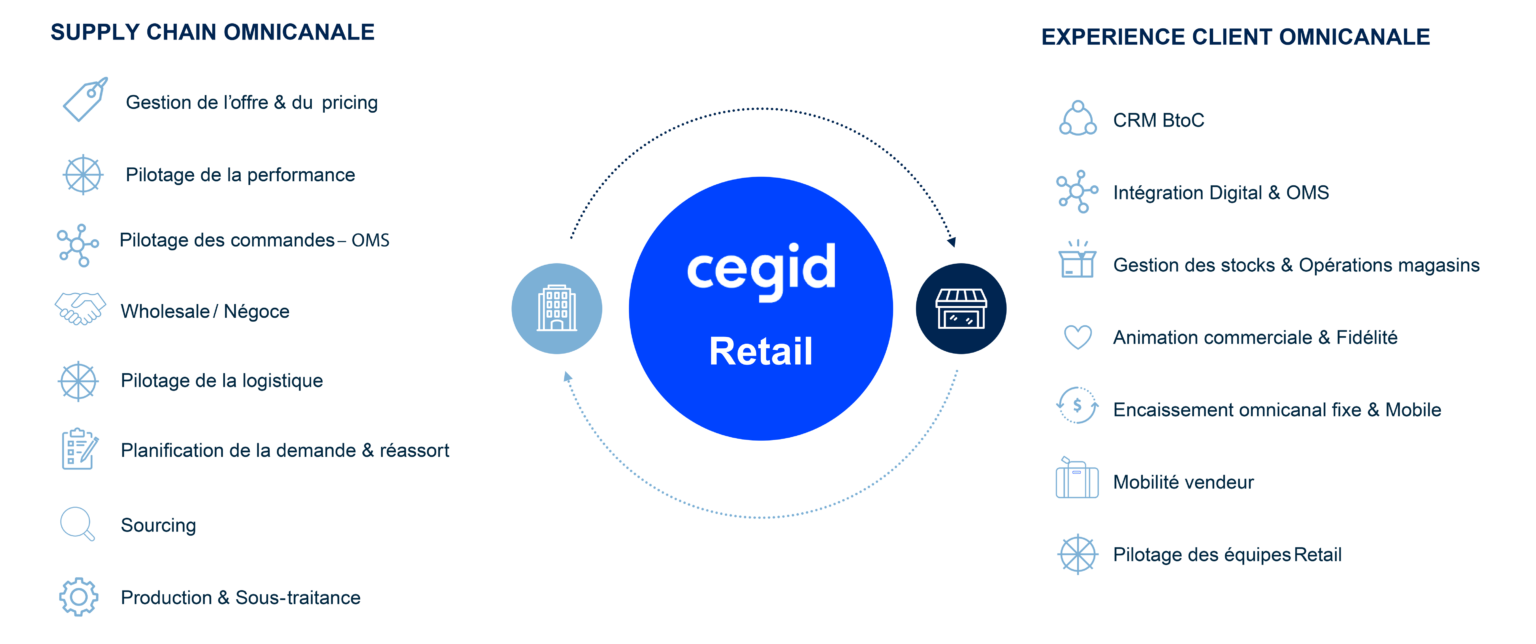 SUPPLY CHAIN OMNICANALE
Gestion de l’offre & du pricing
Pilotage de la performance
Pilotage des commandes – OMS
Wholesale / Négoce
Pilotage de la logistique
Planification de la demande & réassort
Sourcing
Production & Sous-traitance
cegid
Retail
EXPERIENCE CLIENT OMNICANALE
CRM BtoC
Intégration Digital & OMS
Gestion des stocks & Opérations magasins
Animation commerciale & Fidélité
$
Encaissement omnicanal fixe & Mobile
Mobilité vendeur
Pilotage des équipes Retail